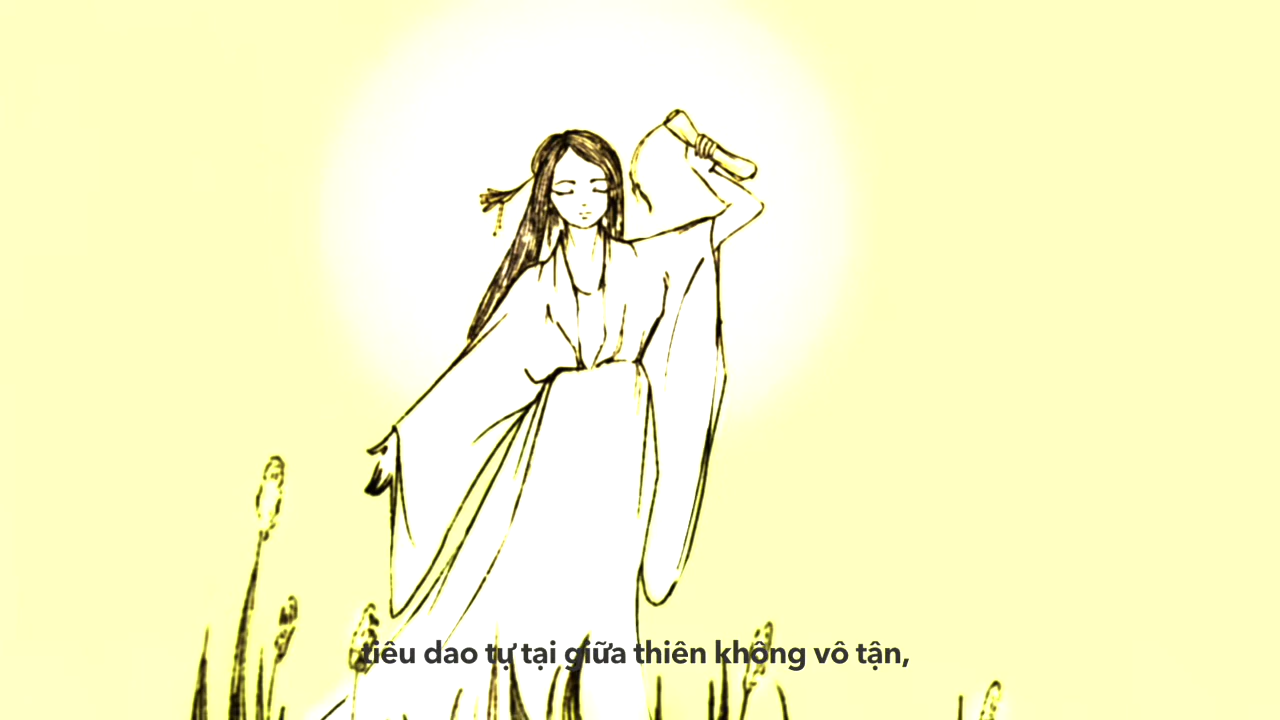 tiêu dao tự tại giữa thiên không vô tận,